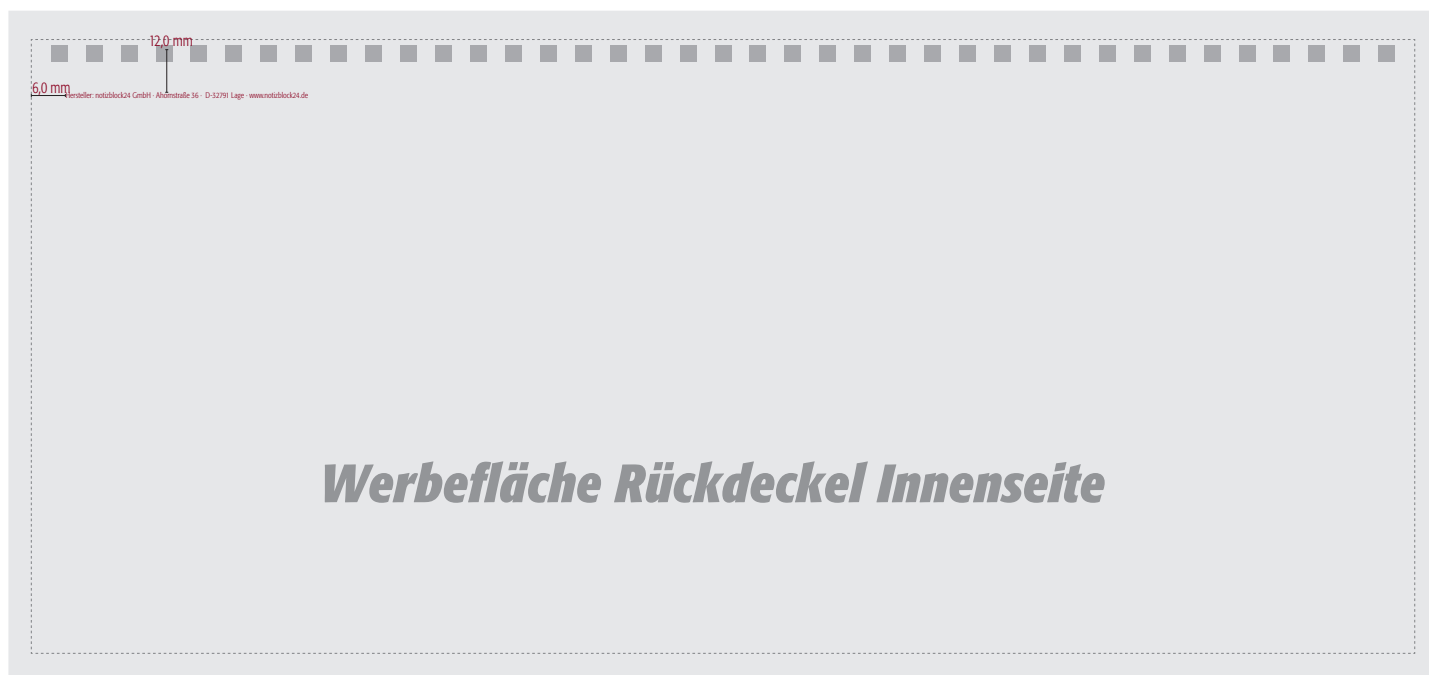 12,0 mm
6,0 mm
Hersteller: notizblock24 GmbH · Ahornstraße 36 · D-32791 Lage · www.notizblock24.de
Werbefläche Rückdeckel Innenseite